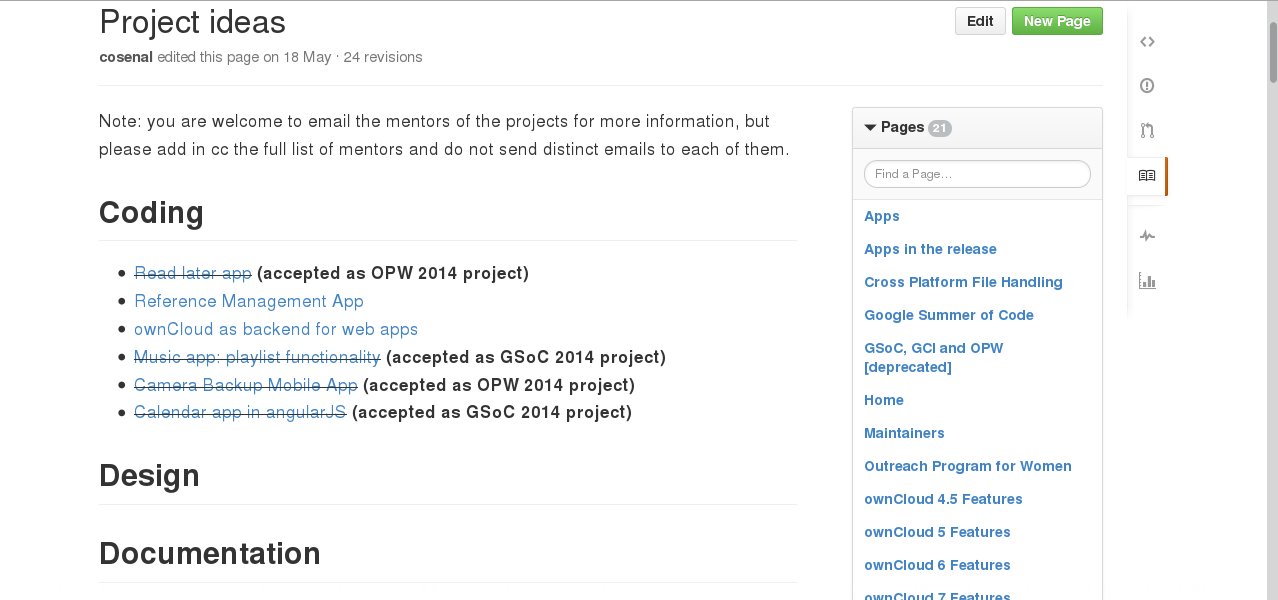 Project ideas
Edit
New Page
cosenal edited this page on 18 May · 24 revisions
Note: you are welcome to email the mentors of the projects for more information, but
please add in cc the full list of mentors and do not send distinct emails to each of them.
Coding
Read later app (accepted as OPW 2014 project)
Reference Management App
ownCloud as backend for web apps
Music app: playlist functionality (accepted as GSoC 2014 project)
Camera Backup Mobile App (accepted as OPW 2014 project)
Calendar app in angularJS (accepted as GSoC 2014 project)
Design
Documentation
Pages 21
Find a Page...
Apps
Apps in the release
Cross Platform File Handling
Google Summer of Code
GSoC, GCI and OPW
[deprecated]
Home
Maintainers
Outreach Program for Women
ownCloud 4.5 Features
ownCloud 5 Features
ownCloud 6 Features
ownCloud 7 Features